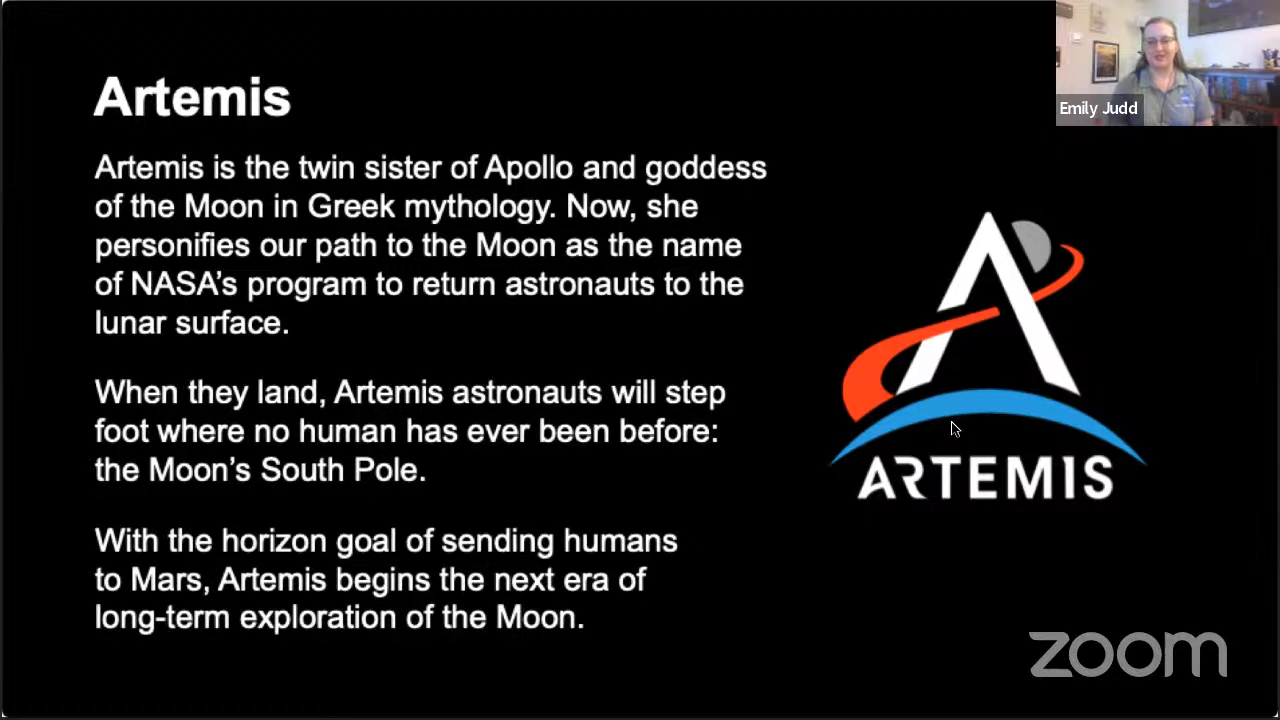 Artemis
Artemis is the twin sister of Apollo and goddess
of the Moon in Greek mythology. Now, she
personifies our path to the Moon as the name
of NASA’s program to return astronauts to the
lunar surface.
When they land, Artemis astronauts will step
foot where no human has ever been before:
the Moon’s South Pole.
With the horizon goal of sending humans
to Mars, Artemis begins the next era of
long-term exploration of the Moon.
ARTEMIS
Emily Judd
zoom